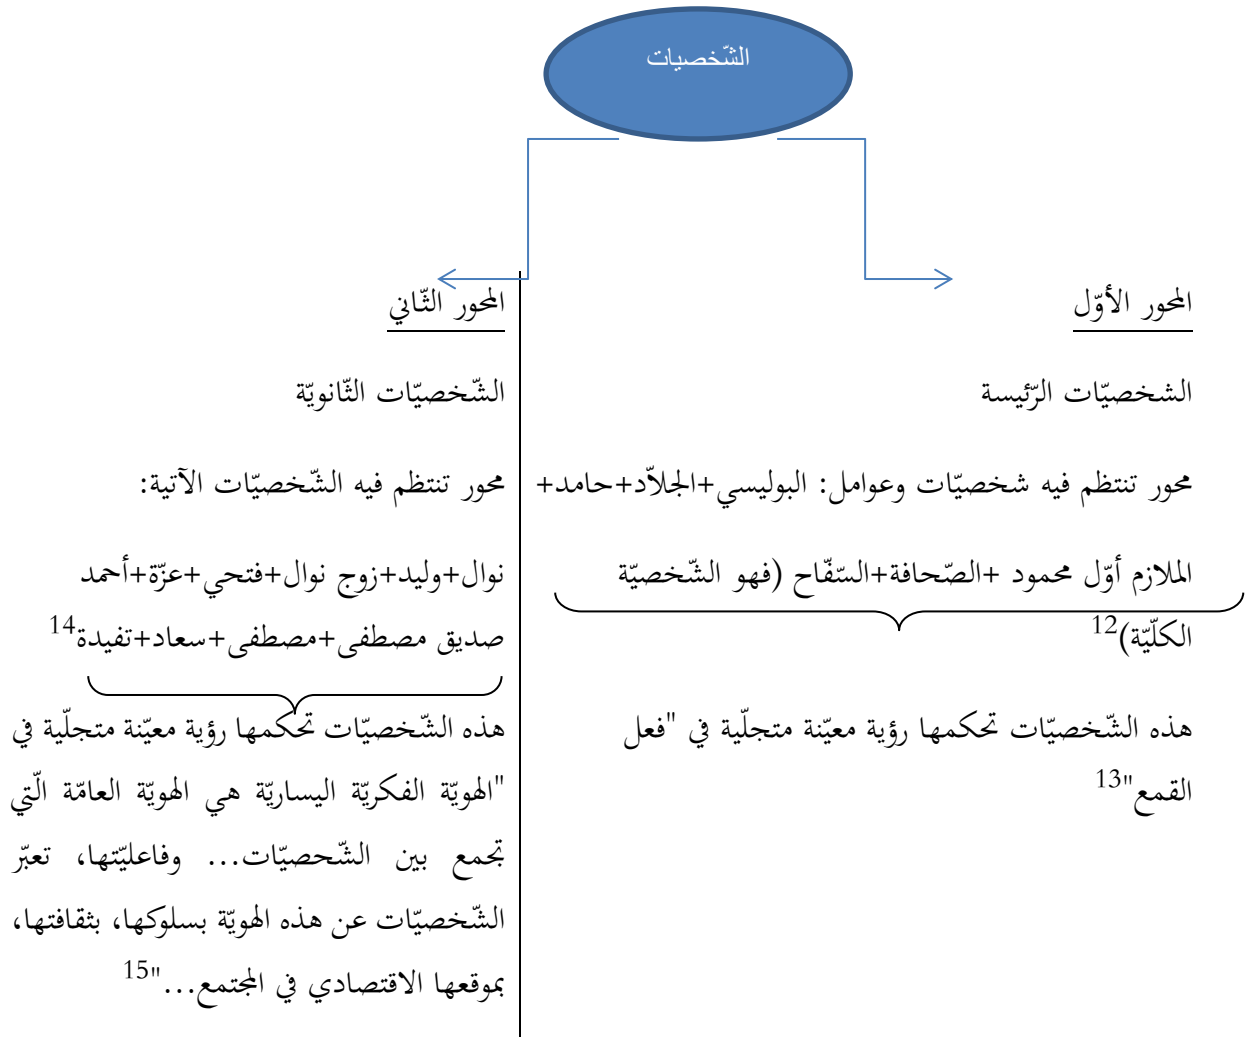 الشّخصيات
المحور الأوّل
الشخصيّات الرّئيسة
محور تنتظم فيه شخصيّات وعوامل: البوليسي+الجلاّد+حامد+
الملازم أوّل محمود +الصّحافة+السّفّاح (فهو الشّخصيّة
الكلّيّة)12
هذه الشّخصيّات تحكمها رؤية معيّنة متجلّية في "فعل
القمع"13
المحور الثّاني
الشّخصيّات الثّانويّة
محور تنتظم فيه الشّخصيّات الآتية:
نوال+وليد+زوج نوال+فتحي+عزّة+أحمد
صديق مصطفى+مصطفى+سعاد+تفيدة14
هذه الشّخصيّات تحكمها رؤية معيّنة متجلّية في
"الهويّة الفكريّة اليساريّة هي الهويّة العامّة الّتي
تجمع بين الشّحصيّات... وفاعليّتها، تعبّر
الشّخصيّات عن هذه الهويّة بسلوكها، بثقافتها،
بموقعها الاقتصادي في المجتمع..."15